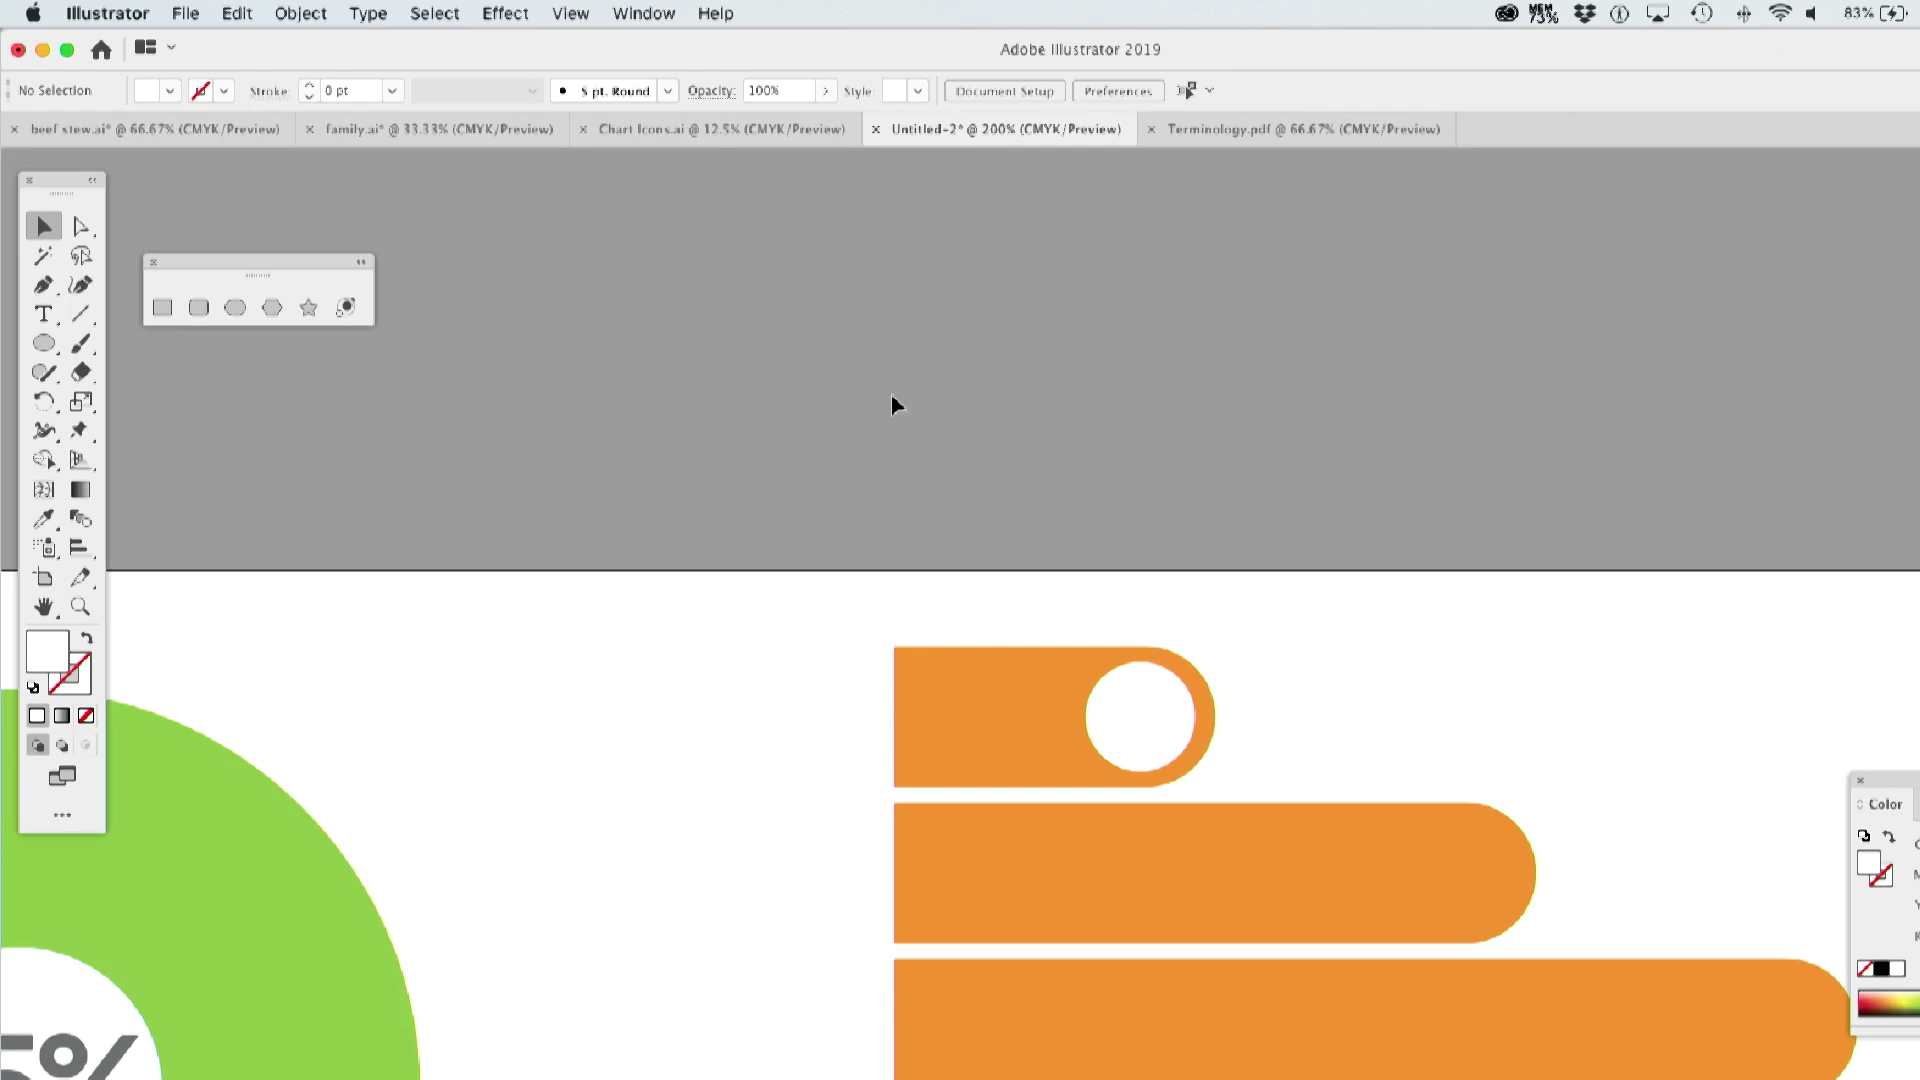 Illustrator File Edit Object Type Select Effect View Window Help MEM 73% 83%
Adobe Illustrator 2019
No Selection Stroke: 0 pt 5 pt. Round Opacity: 100% Style: Document Setup Preferences
beef stew.ai* @ 66.67% (CMYK/Preview) family.ai* @ 33.33% (CMYK/Preview) Chart Icons.ai @ 12.5% (CMYK/Preview) Untitled-2* @ 200% (CMYK/Preview) Terminology.pdf @ 66.67% (CMYK/Preview)
Color
5%